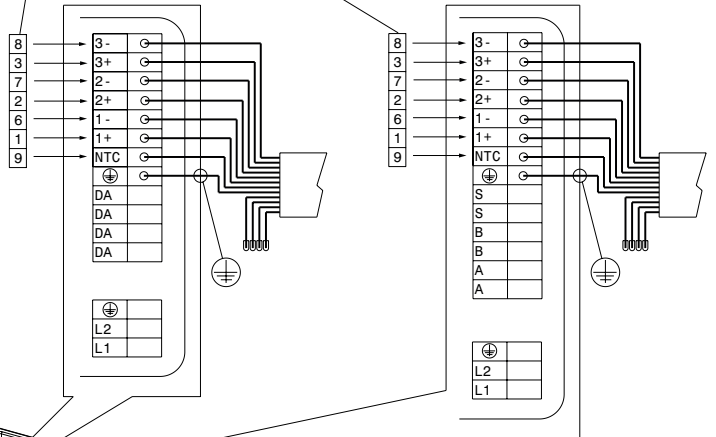 8 3 -
3 3+
7 2 -
2 2+
6 1 -
1 1+
9 NTC
DA
DA
DA
DA
L2
L1
8 3 -
3 3+
7 2 -
2 2+
6 1 -
1 1+
9 NTC
S
S
B
B
A
A
L2
L1